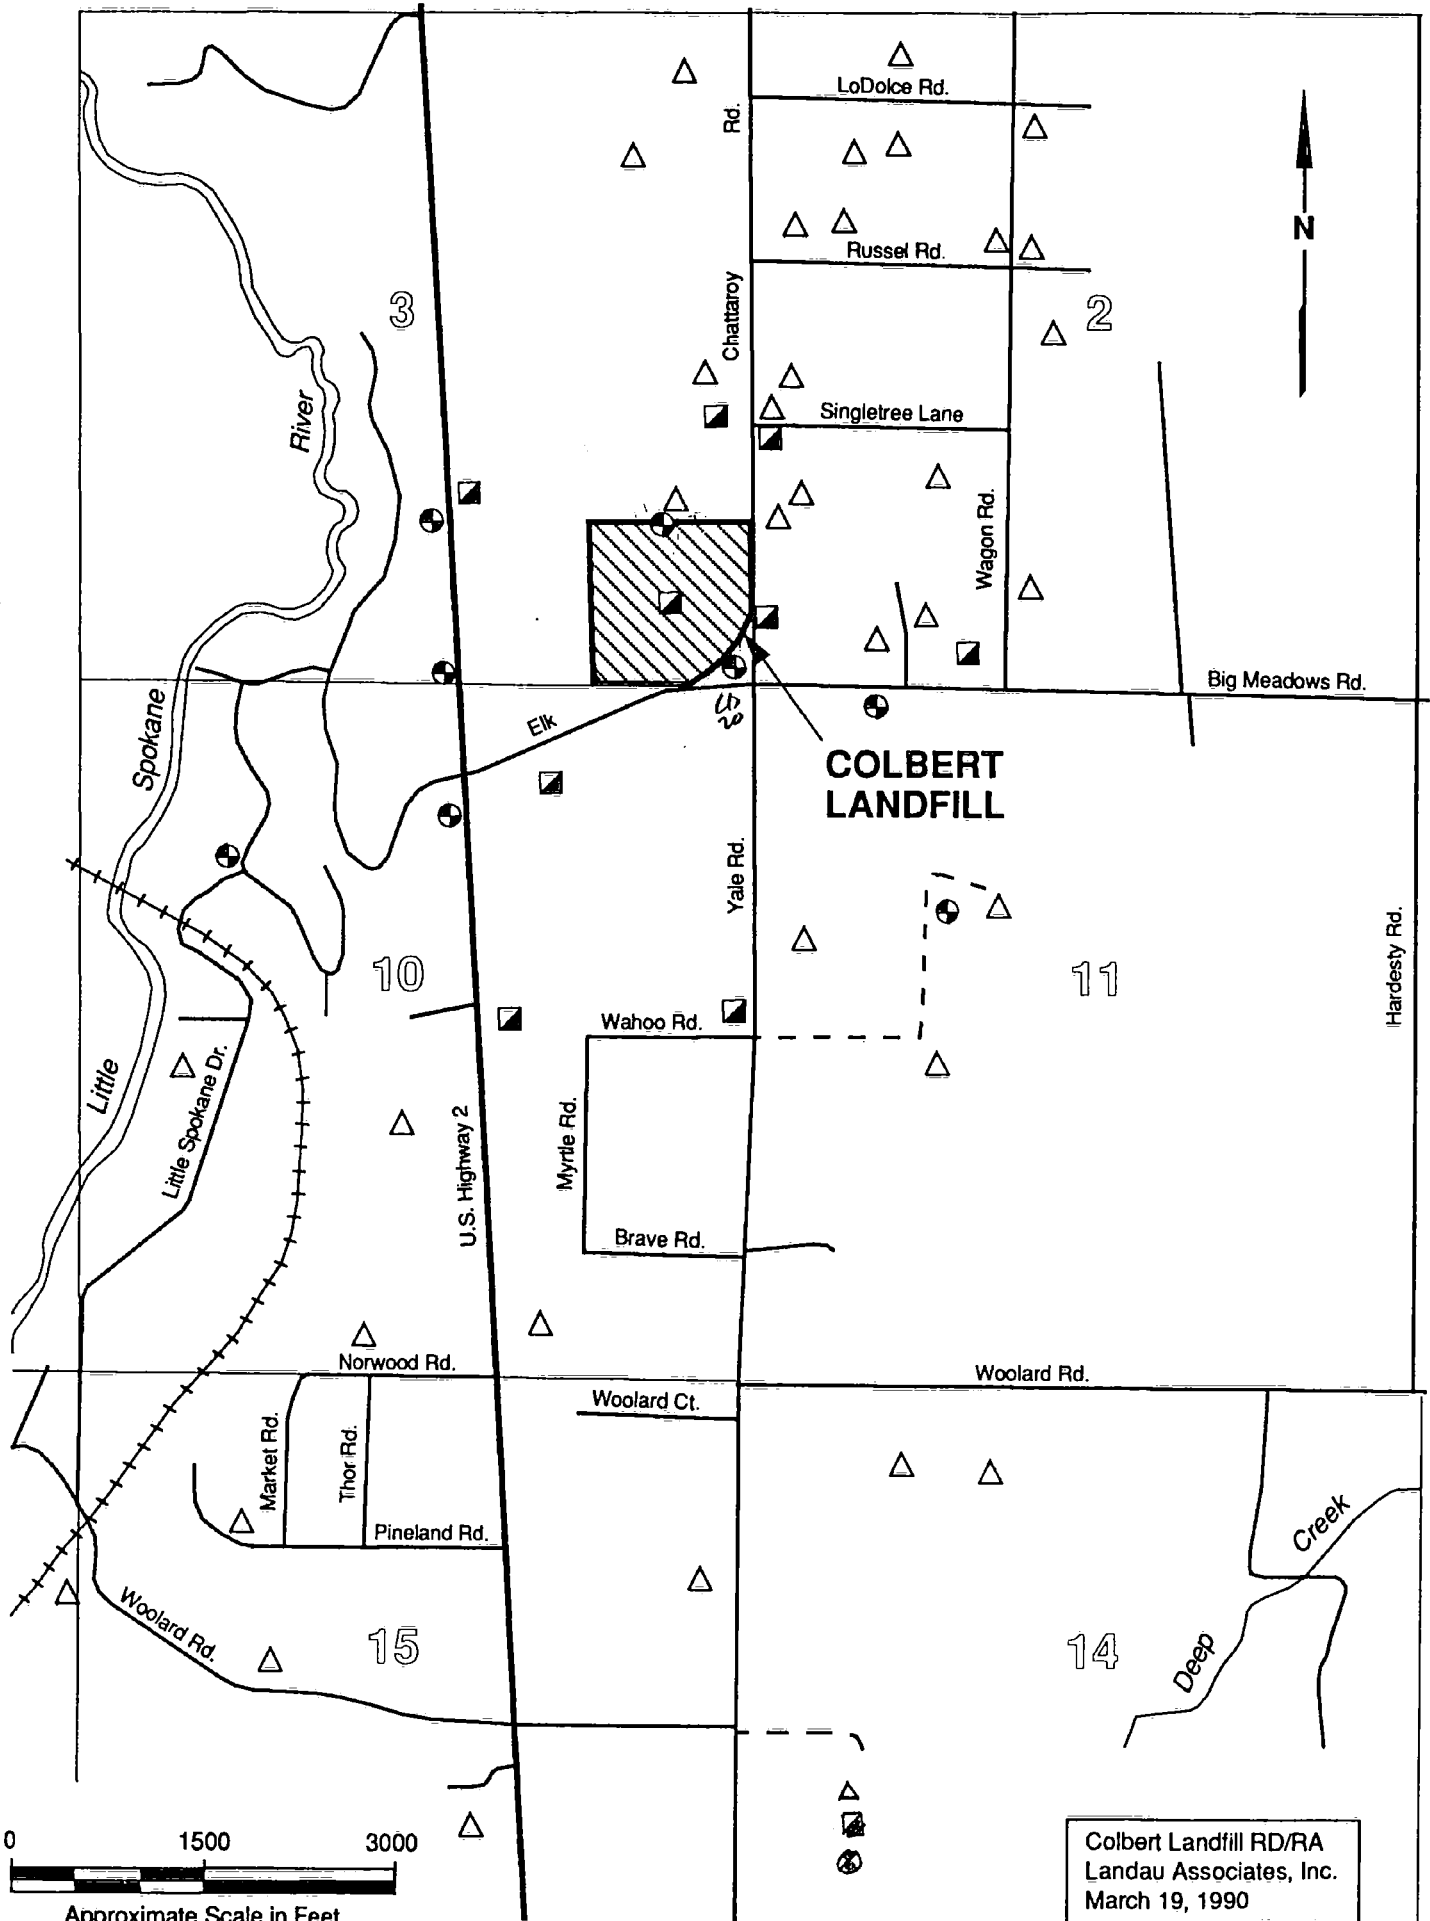 LoDolce Rd.
Rd.
N
Russel Rd.
3
2
Chattaroy
River
Singletree Lane
Wagon Rd.
Big Meadows Rd.
Spokane
Elk
COLBERT
LANDFILL
Yale Rd.
Hardesty Rd.
10
11
Wahoo Rd.
Little
Little Spokane Dr.
U.S. Highway 2
Myrtle Rd.
Brave Rd.
Norwood Rd.
Woolard Rd.
Woolard Ct.
Market Rd.
Thor Rd.
Pineland Rd.
Creek
Woolard Rd.
15
14
Deep
0 1500 3000
Approximate Scale in Feet
Colbert Landfill RD/RA
Landau Associates, Inc.
March 19, 1990